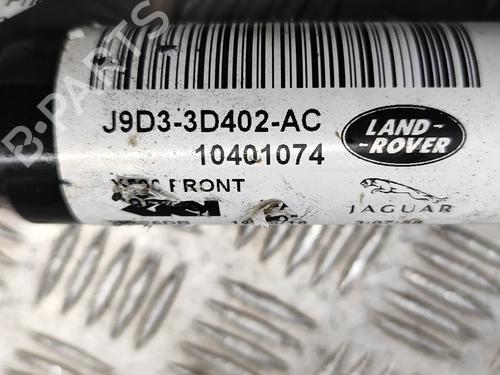 B-PARTS
J9D3-3D402-AC
LAND-
-ROVER
10401074
FRONT
JAGUAR